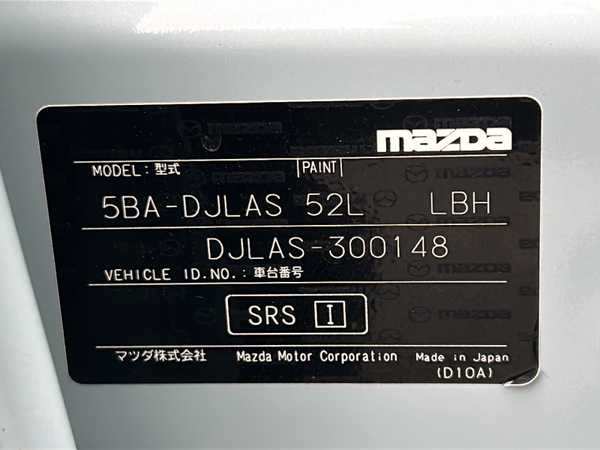 mazda
MODEL: 型式 PAINT
5BA-DJLAS 52L LBH
DJLAS-300148
VEHICLE ID.NO.: 車台番号
SRS I
マツダ株式会社 Mazda Motor Corporation Made in Japan
(D10A)